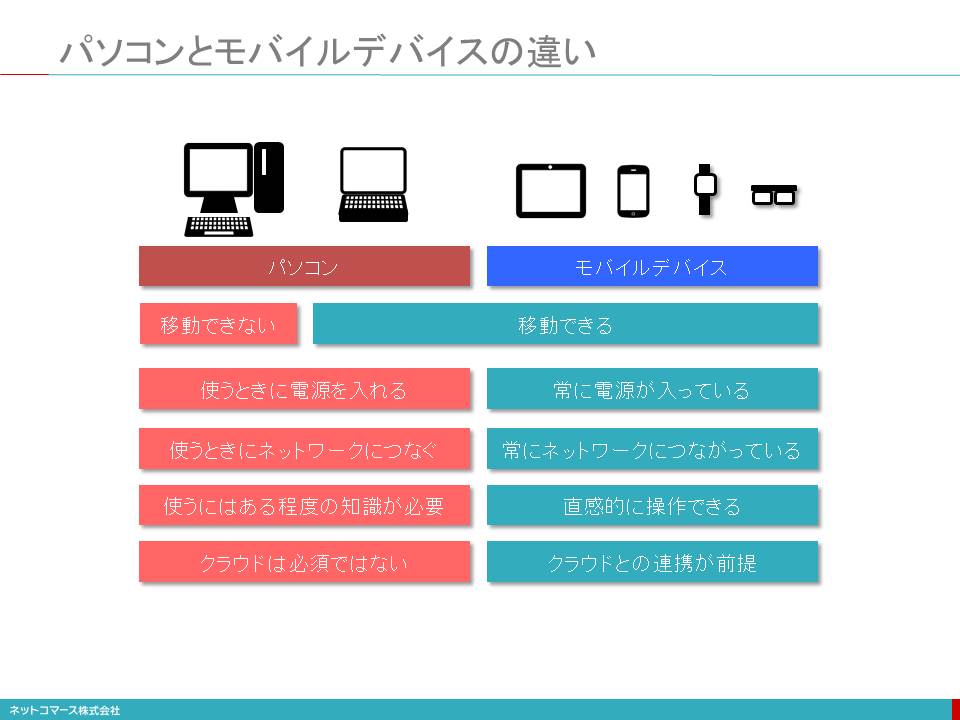 パソコンとモバイルデバイスの違い
パソコン
モバイルデバイス
移動できない
移動できる
使うときに電源を入れる
常に電源が入っている
使うときにネットワークにつなぐ
常にネットワークにつながっている
使うにはある程度の知識が必要
直感的に操作できる
クラウドは必須ではない
クラウドとの連携が前提
ネットコマース株式会社